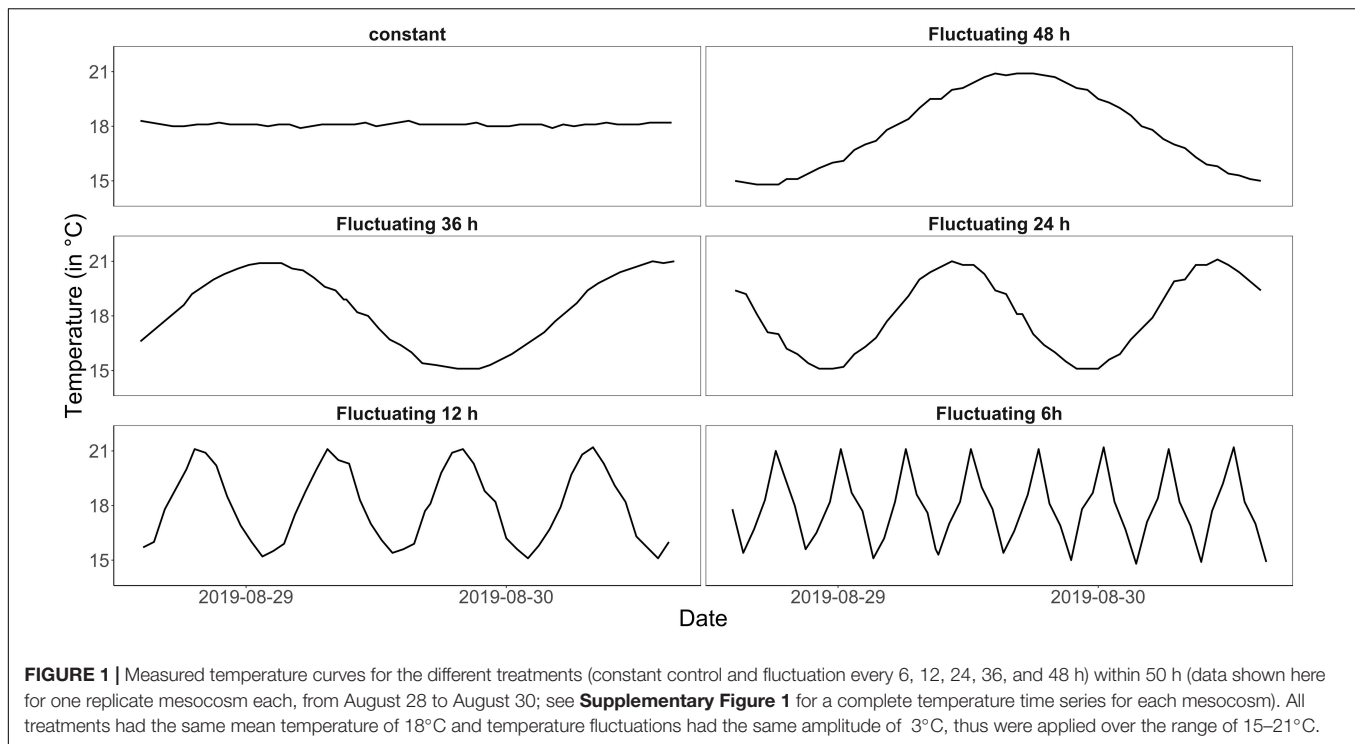 constant
Fluctuating 48 h
21
18
15
Fluctuating 36 h
Fluctuating 24 h
Temperature (in °C)
21
18
15
Fluctuating 12 h
Fluctuating 6h
21
18
15
2019-08-29
2019-08-30
2019-08-29
2019-08-30
Date
FIGURE 1 | Measured temperature curves for the different treatments (constant control and fluctuation every 6, 12, 24, 36, and 48 h) within 50 h (data shown here
for one replicate mesocosm each, from August 28 to August 30; see Supplementary Figure 1 for a complete temperature time series for each mesocosm). All
treatments had the same mean temperature of 18°C and temperature fluctuations had the same amplitude of 3°C, thus were applied over the range of 15–21°C.